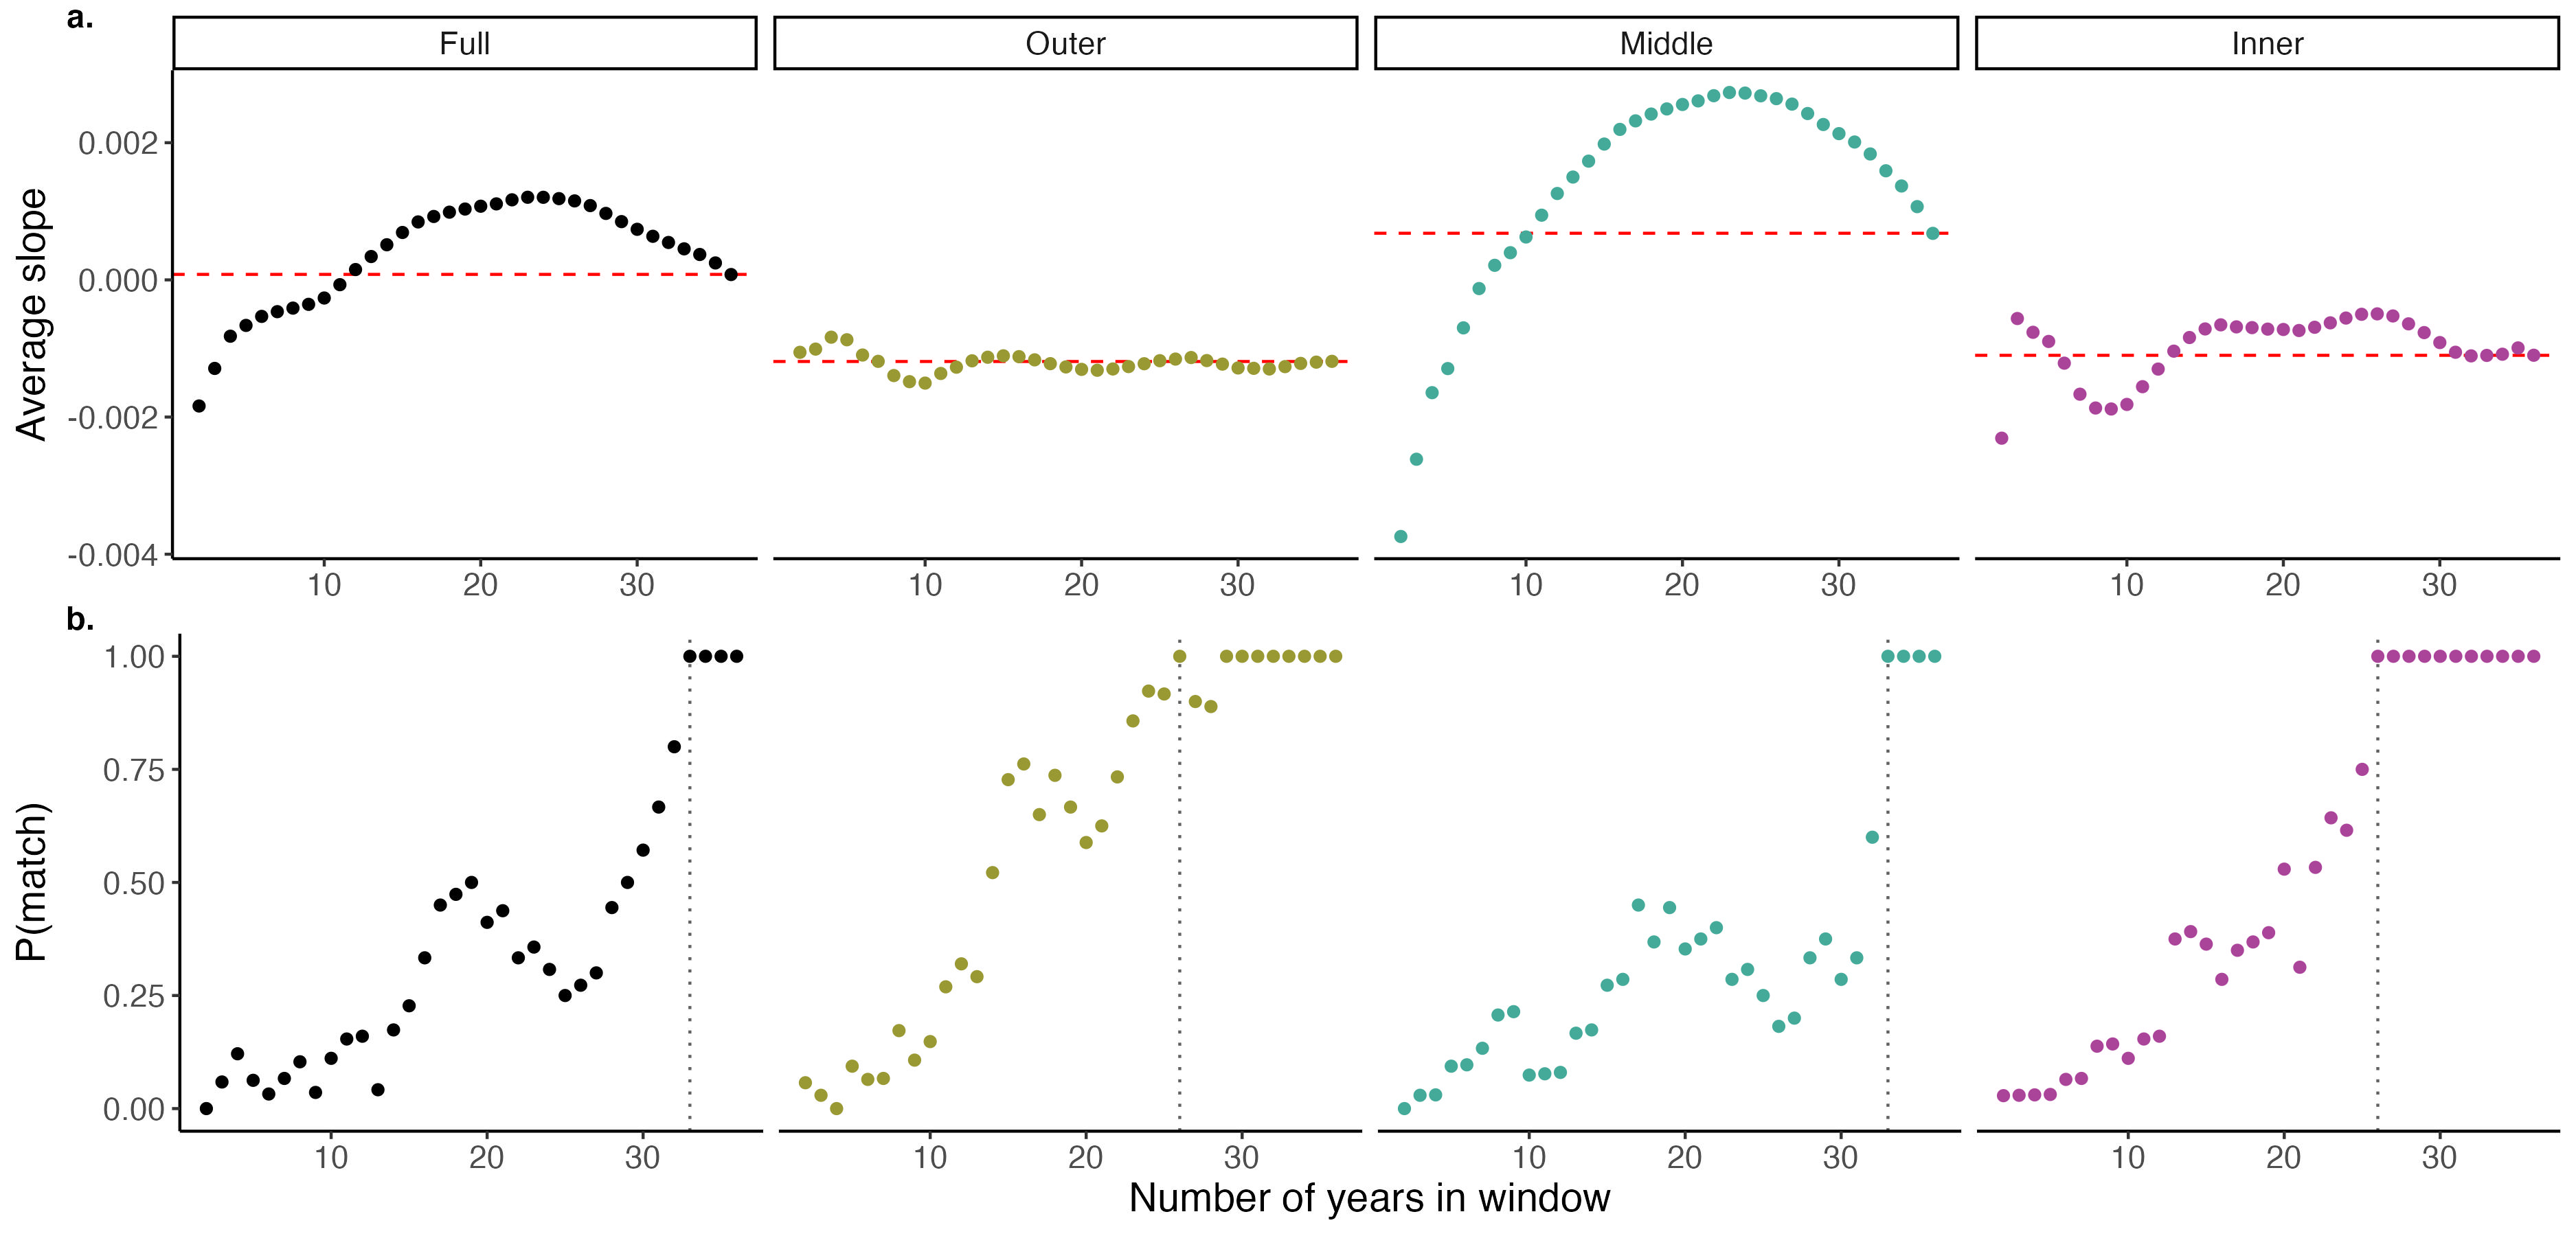 a.
Full Outer Middle Inner
0.002
0.000
-0.002
-0.004
Average slope
10 20 30 10 20 30 10 20 30 10 20 30
b.
1.00
0.75
0.50
0.25
0.00
P(match)
10 20 30 10 20 30 10 20 30 10 20 30
Number of years in window